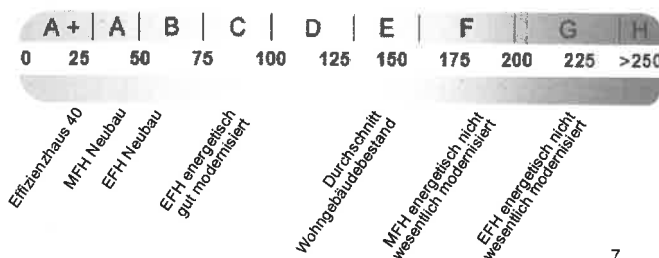 A+ A B C D E F G H
0 25 50 75 100 125 150 175 200 225 >250
Effizienzhaus 40
MFH Neubau
EFH Neubau
EFH energetisch
gut modernisiert
Durchschnitt
Wohngebäudebestand
MFH energetisch nicht
wesentlich modernisiert
EFH energetisch nicht
wesentlich modernisiert
7